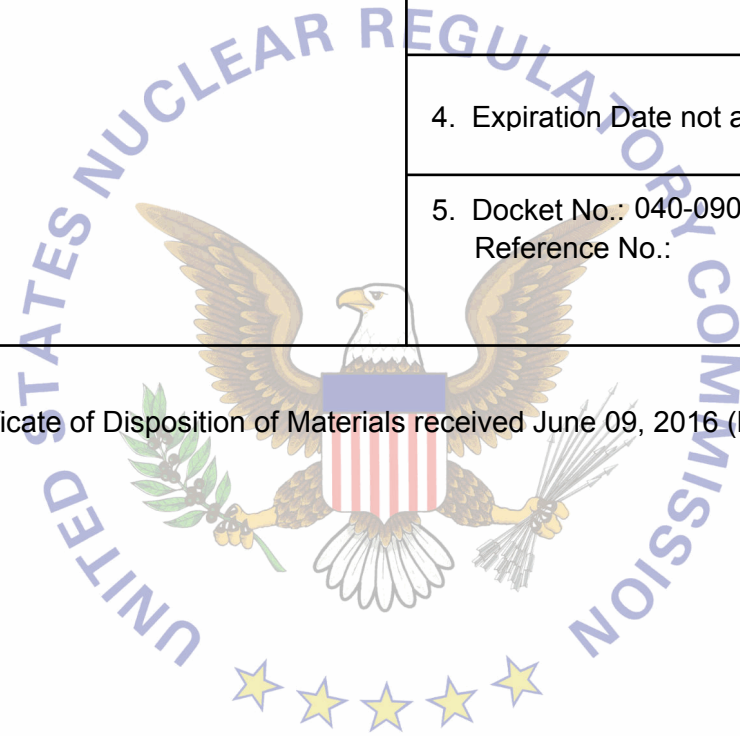 UNITED STATES NUCLEAR REGULATORY COMMISSION
4. Expiration Date not a
5. Docket No.: 040-090
Reference No.:
icate of Disposition of Materials received June 09, 2016 (